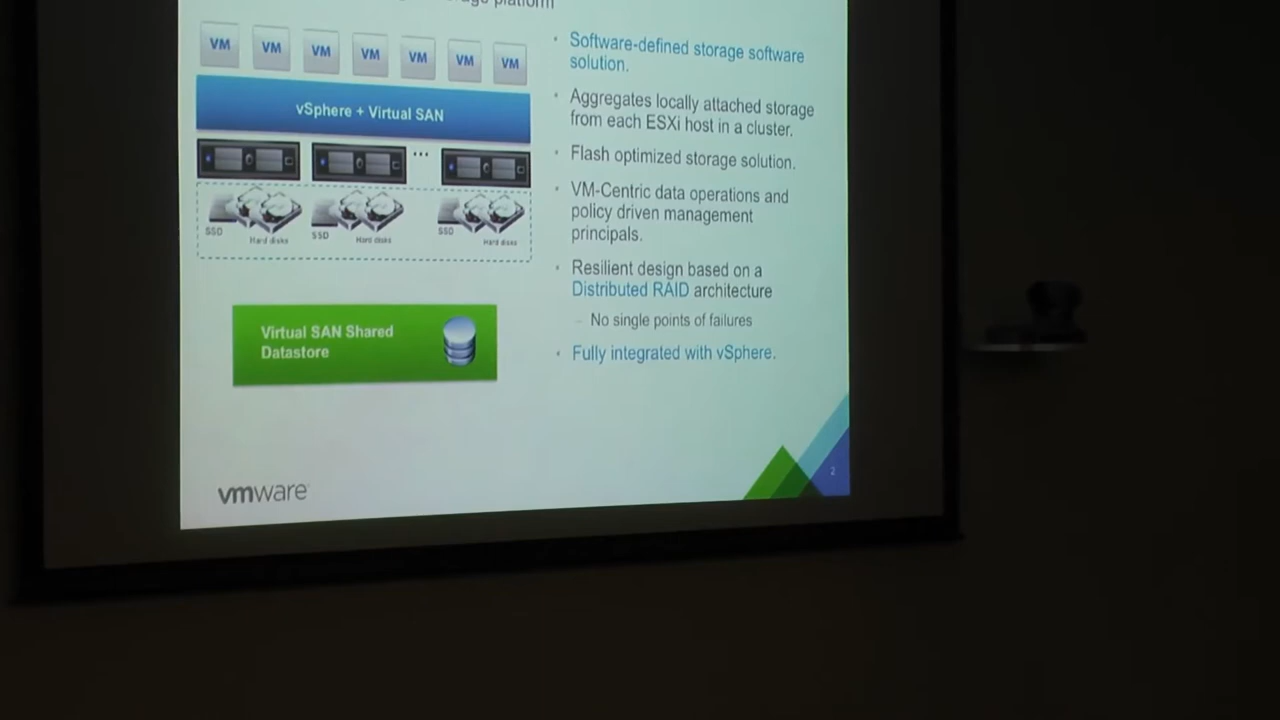 storage platform
VM VM VM VM VM VM VM
vSphere + Virtual SAN
...
SSD Hard disks SSD Hard disks SSD Hard disks
Virtual SAN Shared
Datastore
• Software-defined storage software
solution.
• Aggregates locally attached storage
from each ESXi host in a cluster.
• Flash optimized storage solution.
• VM-Centric data operations and
policy driven management
principals.
• Resilient design based on a
Distributed RAID architecture
– No single points of failures
• Fully integrated with vSphere.
vmware
2